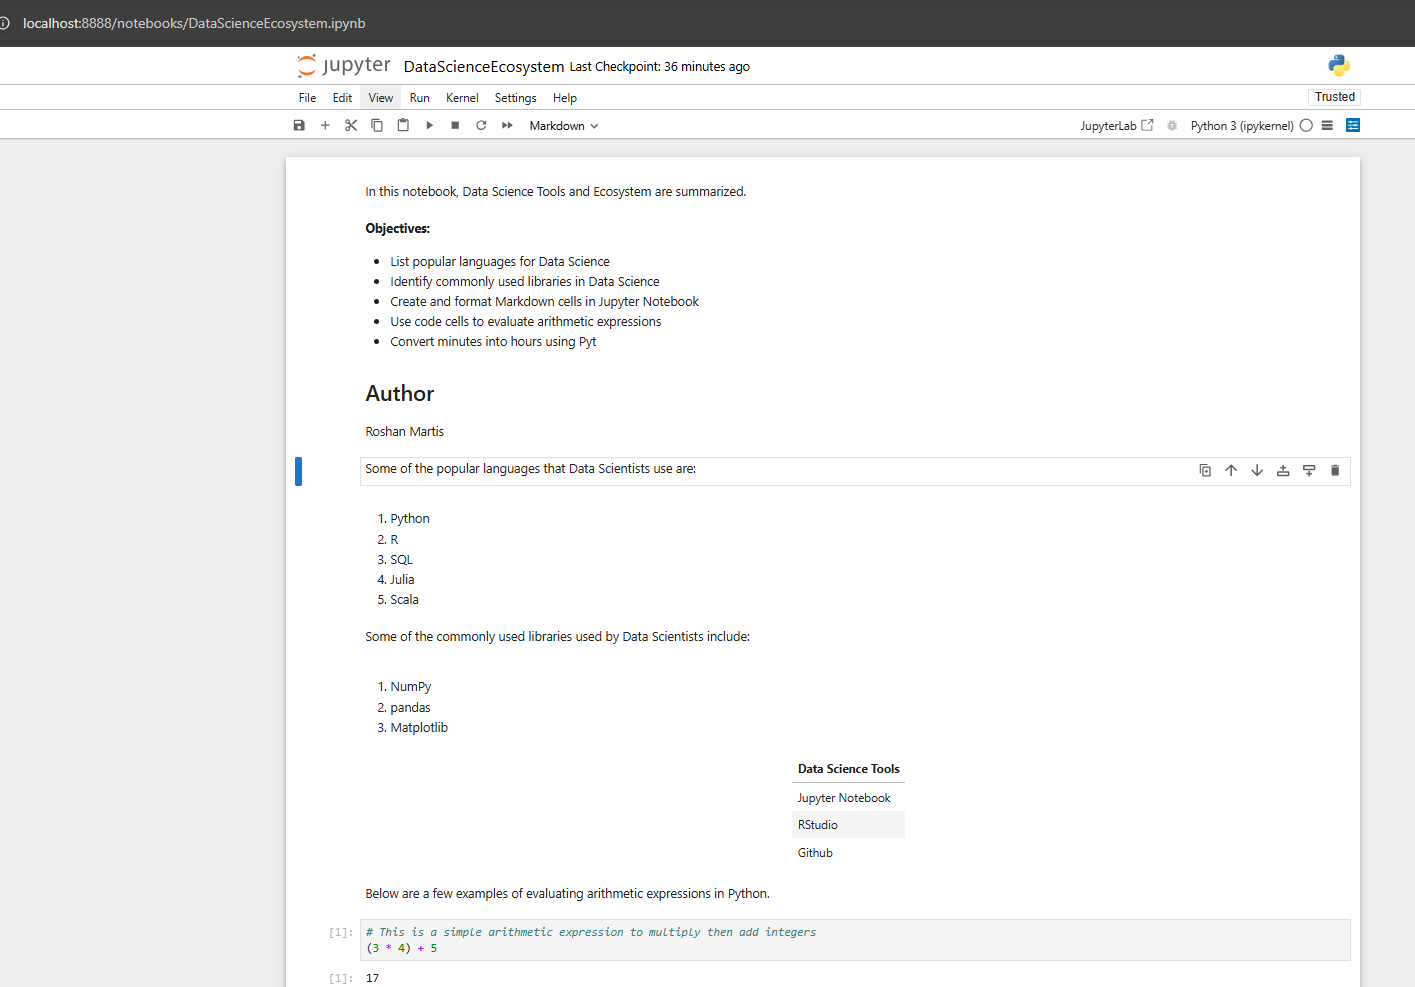 localhost:8888/notebooks/DataScienceEcosystem.ipynb
jupyter DataScienceEcosystem Last Checkpoint: 36 minutes ago
File Edit View Run Kernel Settings Help Trusted
Markdown JupyterLab Python 3 (ipykernel)
In this notebook, Data Science Tools and Ecosystem are summarized.
Objectives:
• List popular languages for Data Science
• Identify commonly used libraries in Data Science
• Create and format Markdown cells in Jupyter Notebook
• Use code cells to evaluate arithmetic expressions
• Convert minutes into hours using Pyt
Author
Roshan Martis
Some of the popular languages that Data Scientists use are:
1. Python
2. R
3. SQL
4. Julia
5. Scala
Some of the commonly used libraries used by Data Scientists include:
1. NumPy
2. pandas
3. Matplotlib
Data Science Tools
Jupyter Notebook
RStudio
Github
Below are a few examples of evaluating arithmetic expressions in Python.
[1]: # This is a simple arithmetic expression to multiply then add integers
(3 * 4) + 5
[1]: 17